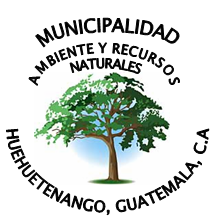 MUNICIPALIDAD
AMBIENTE Y RECURSOS
NATURALES
HUEHUETENANGO, GUATEMALA, C.A